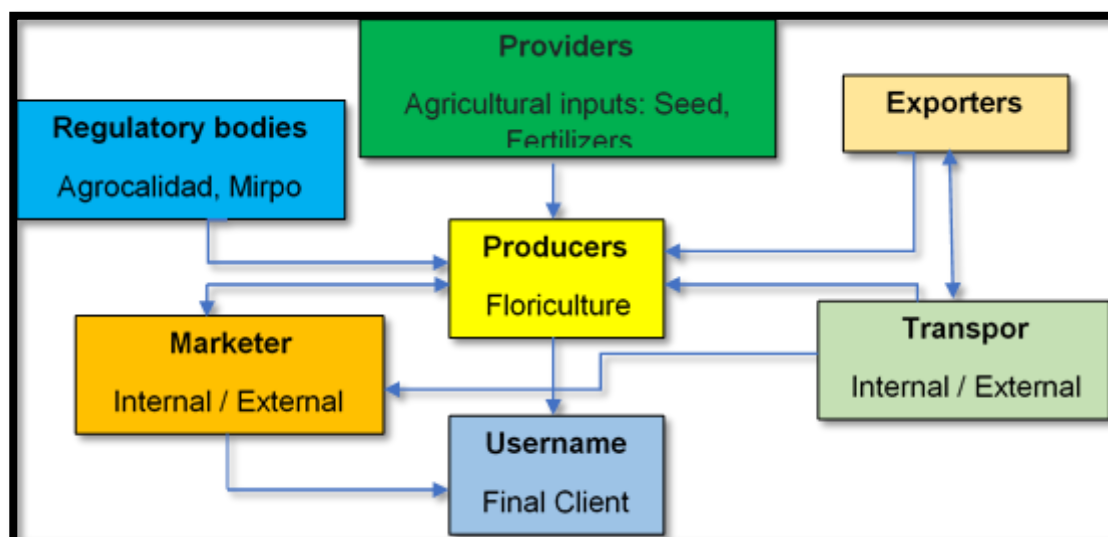 Providers
Agricultural inputs: Seed,
Fertilizers
Exporters
Regulatory bodies
Agrocalidad, Mirpo
Producers
Floriculture
Marketer
Internal / External
Transpor
Internal / External
Username
Final Client